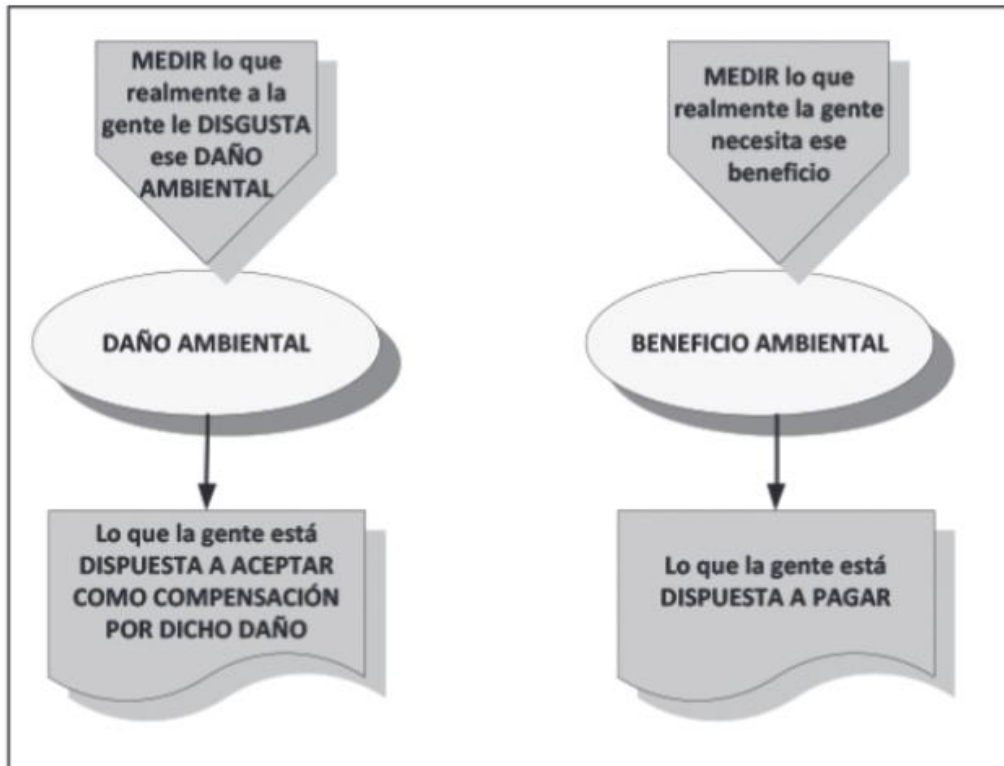 MEDIR lo que
realmente a la
gente le DISGUSTA
ese DAÑO
AMBIENTAL
DAÑO AMBIENTAL
Lo que la gente está
DISPUESTA A ACEPTAR
COMO COMPENSACIÓN
POR DICHO DAÑO
MEDIR lo que
realmente la gente
necesita ese
beneficio
BENEFICIO AMBIENTAL
Lo que la gente está
DISPUESTA A PAGAR